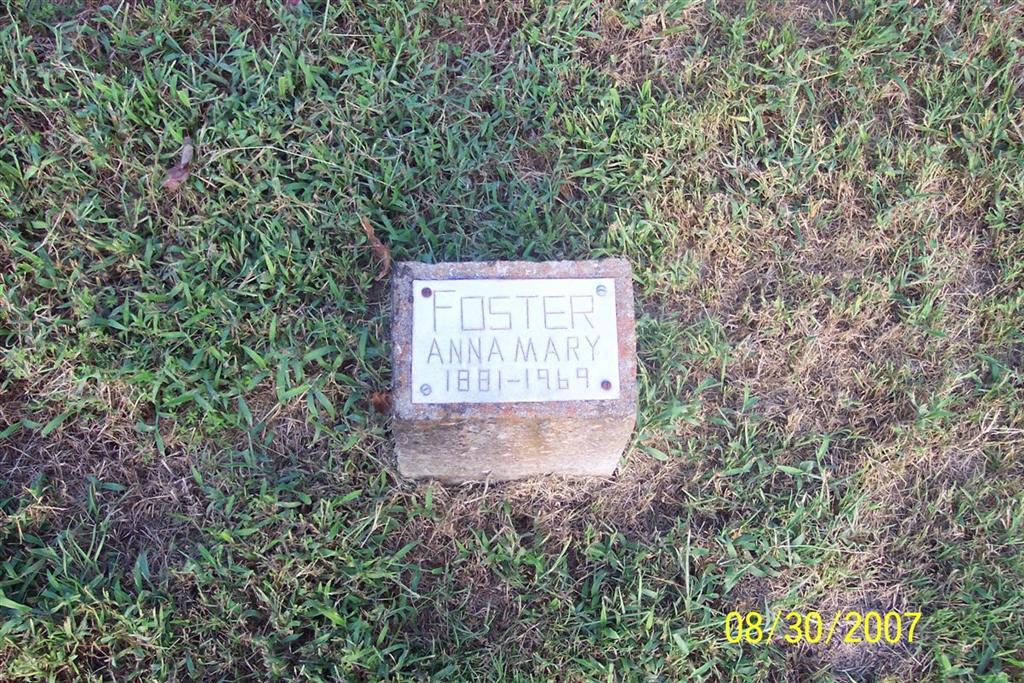 FOSTER
ANNA MARY
1881-1969
08/30/2007